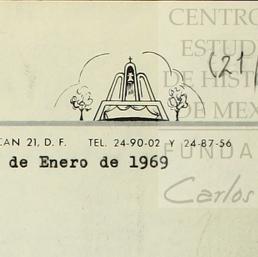 CENTRO
ESTUD
(21/
DE HIST
DE MEX
CAN 21, D. F. TEL. 24-90-02 Y 24-87-56
FUNDA
de Enero de 1969
Carlos